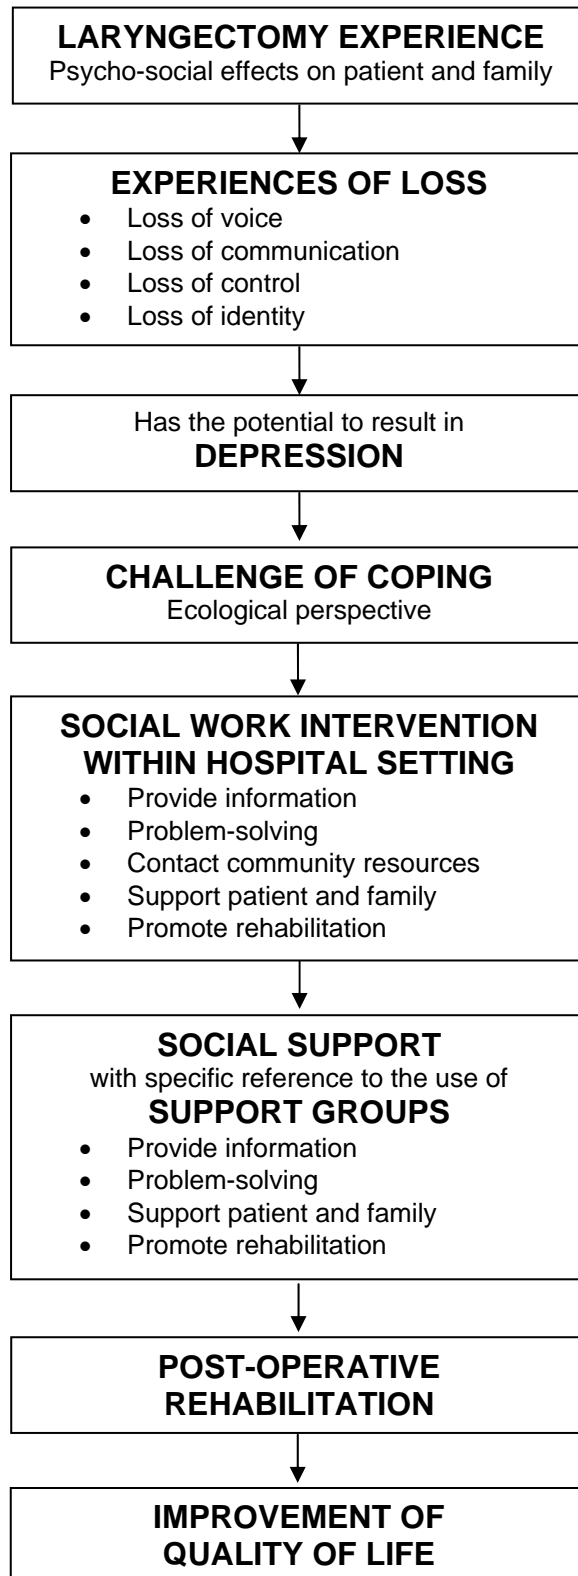 LARYNGECTOMY EXPERIENCE
Psycho-social effects on patient and family
EXPERIENCES OF LOSS
• Loss of voice
• Loss of communication
• Loss of control
• Loss of identity
Has the potential to result in
DEPRESSION
CHALLENGE OF COPING
Ecological perspective
SOCIAL WORK INTERVENTION
WITHIN HOSPITAL SETTING
• Provide information
• Problem-solving
• Contact community resources
• Support patient and family
• Promote rehabilitation
SOCIAL SUPPORT
with specific reference to the use of
SUPPORT GROUPS
• Provide information
• Problem-solving
• Support patient and family
• Promote rehabilitation
POST-OPERATIVE
REHABILITATION
IMPROVEMENT OF
QUALITY OF LIFE